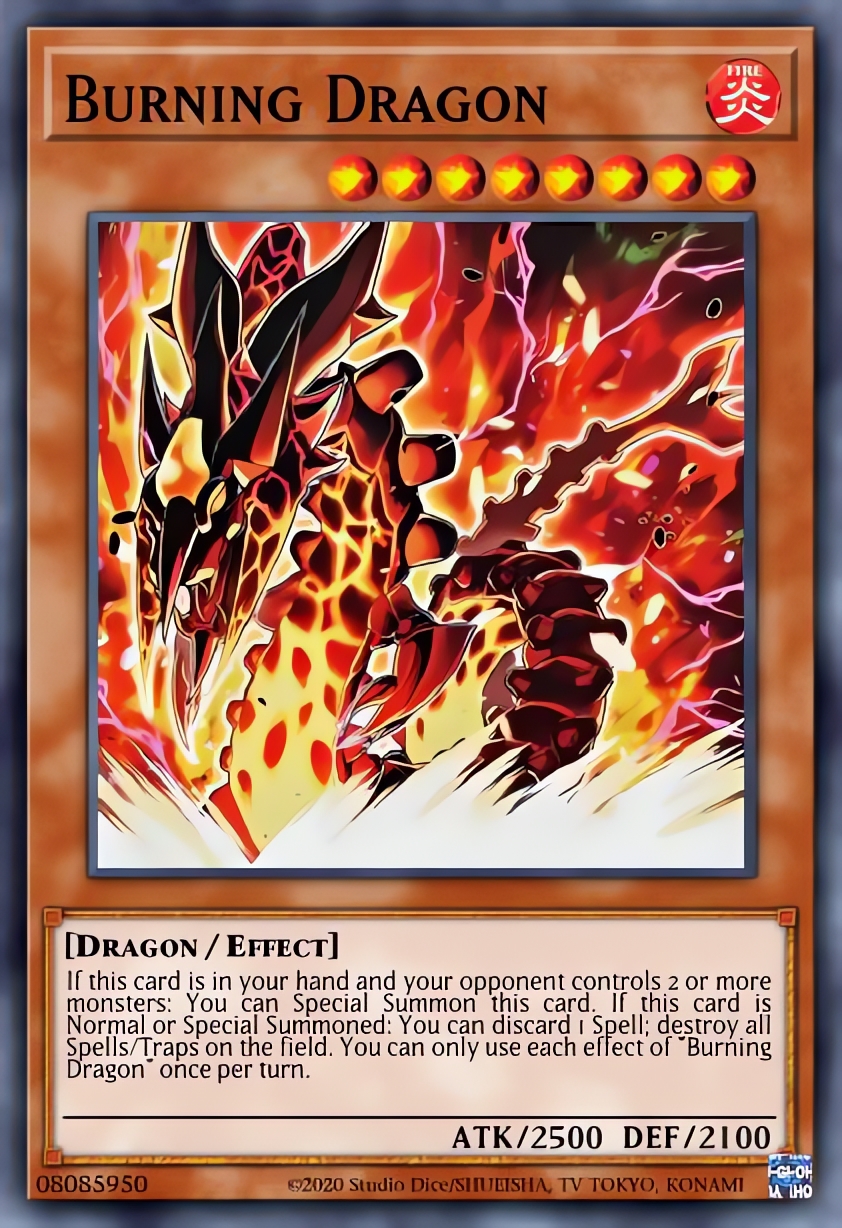 BURNING DRAGON
FIRE
炎
[DRAGON / EFFECT]
If this card is in your hand and your opponent controls 2 or more
monsters: You can Special Summon this card. If this card is
Normal or Special Summoned: You can discard 1 Spell; destroy all
Spells/Traps on the field. You can only use each effect of "Burning
Dragon" once per turn.
ATK/2500 DEF/2100
08085950
©2020 Studio Dice/SHUEISHA, TV TOKYO, KONAMI